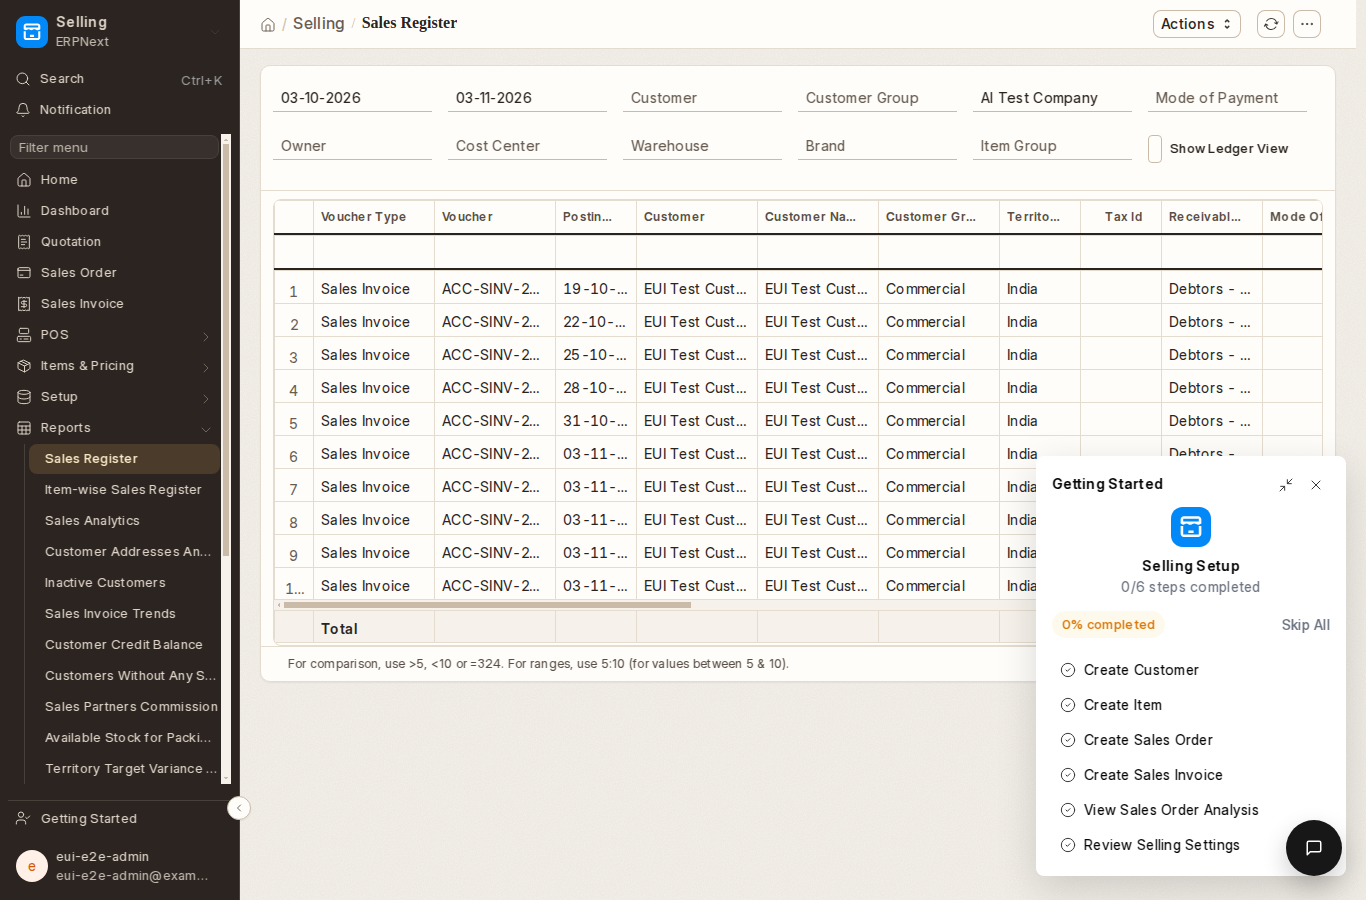 Selling
ERPNext
Search Ctrl+K
Notification
Filter menu
Home
Dashboard
Quotation
Sales Order
Sales Invoice
POS
Items & Pricing
Setup
Reports
Sales Register
Item-wise Sales Register
Sales Analytics
Customer Addresses An...
Inactive Customers
Sales Invoice Trends
Customer Credit Balance
Customers Without Any S...
Sales Partners Commission
Available Stock for Packi...
Territory Target Variance ...
Getting Started
e
eui-e2e-admin
eui-e2e-admin@exam...
/ Selling / Sales Register
Actions
03-10-2026 03-11-2026 Customer Customer Group AI Test Company Mode of Payment
Owner Cost Center Warehouse Brand Item Group Show Ledger View
Voucher Type Voucher Postin... Customer Customer Na... Customer Gr... Territo... Tax Id Receivabl... Mode Of
1 Sales Invoice ACC-SINV-2... 19-10-... EUI Test Cust... EUI Test Cust... Commercial India Debtors - ...
2 Sales Invoice ACC-SINV-2... 22-10-... EUI Test Cust... EUI Test Cust... Commercial India Debtors - ...
3 Sales Invoice ACC-SINV-2... 25-10-... EUI Test Cust... EUI Test Cust... Commercial India Debtors - ...
4 Sales Invoice ACC-SINV-2... 28-10-... EUI Test Cust... EUI Test Cust... Commercial India Debtors - ...
5 Sales Invoice ACC-SINV-2... 31-10-... EUI Test Cust... EUI Test Cust... Commercial India Debtors - ...
6 Sales Invoice ACC-SINV-2... 03-11-... EUI Test Cust... EUI Test Cust... Commercial India Debtors - ...
7 Sales Invoice ACC-SINV-2... 03-11-... EUI Test Cust... EUI Test Cust... Commercial India
8 Sales Invoice ACC-SINV-2... 03-11-... EUI Test Cust... EUI Test Cust... Commercial India
9 Sales Invoice ACC-SINV-2... 03-11-... EUI Test Cust... EUI Test Cust... Commercial India
1... Sales Invoice ACC-SINV-2... 03-11-... EUI Test Cust... EUI Test Cust... Commercial India
Total
For comparison, use >5, <10 or =324. For ranges, use 5:10 (for values between 5 & 10).
Getting Started
Selling Setup
0/6 steps completed
0% completed Skip All
Create Customer
Create Item
Create Sales Order
Create Sales Invoice
View Sales Order Analysis
Review Selling Settings